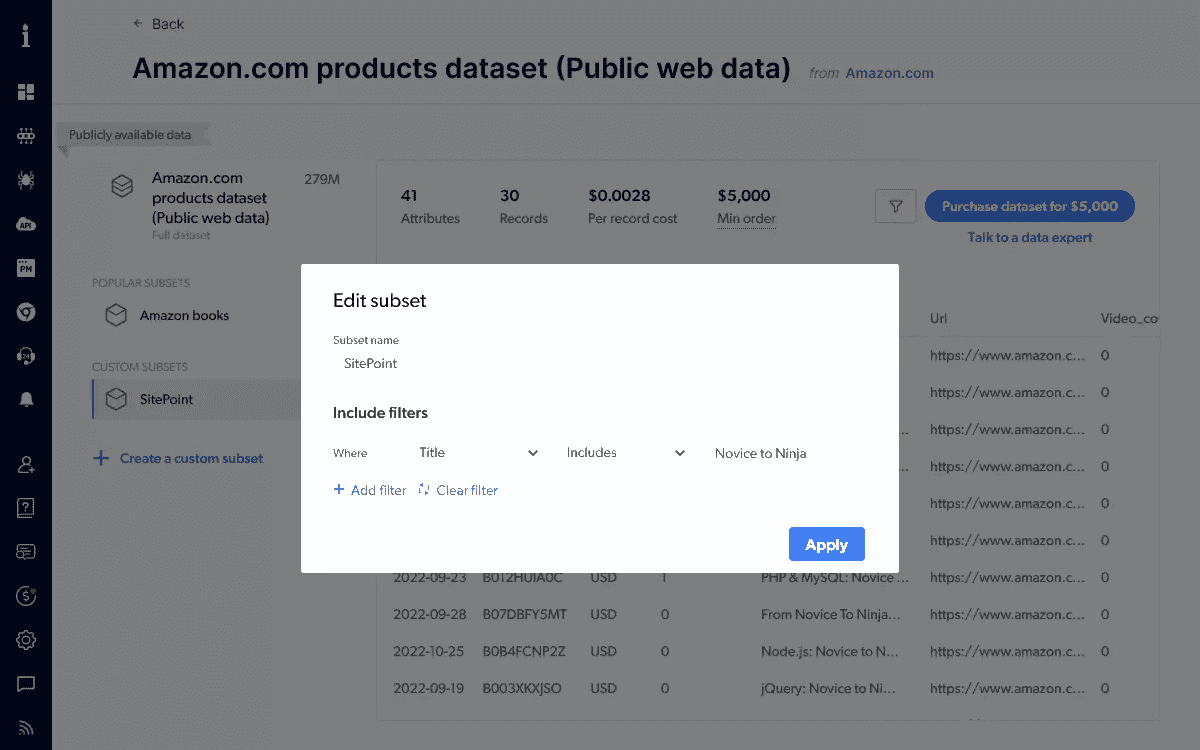 ← Back
Amazon.com products dataset (Public web data) from Amazon.com
Publicly available data
Amazon.com
products dataset
(Public web data)
279M
Full dataset
POPULAR SUBSETS
Amazon books
CUSTOM SUBSETS
SitePoint
+ Create a custom subset
41
Attributes
30
Records
$0.0028
Per record cost
$5,000
Min order
Purchase dataset for $5,000
Talk to a data expert
Edit subset
Subset name
SitePoint
Include filters
Where Title Includes Novice to Ninja
+ Add filter Clear filter
Apply
Url Video_co
https://www.amazon.c... 0
https://www.amazon.c... 0
... https://www.amazon.c... 0
... https://www.amazon.c... 0
https://www.amazon.c... 0
https://www.amazon.c... 0
2022-09-23 B012HUIA0C USD 1 PHP & MySQL: Novice ... https://www.amazon.c... 0
2022-09-28 B07DBFY5MT USD 0 From Novice To Ninja... https://www.amazon.c... 0
2022-10-25 B0B4FCNP2Z USD 0 Node.js: Novice to N... https://www.amazon.c... 0
2022-09-19 B003XKXJSO USD 0 jQuery: Novice to Ni... https://www.amazon.c... 0
i
API
PM
24/7
?
$